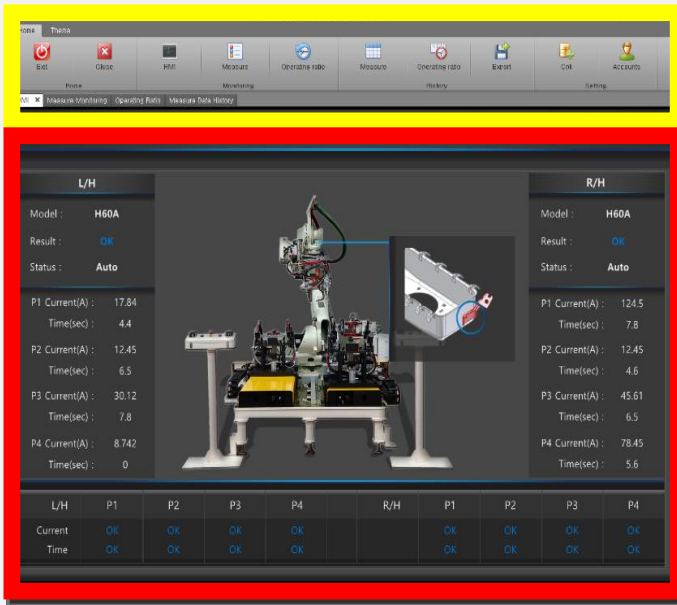 Home Theme
Exit Close HMI Measure Operating ratio Measure Operating ratio Export Accounts
Home Monitoring History Setting
HMI Measure Monitoring Operating Ratio Measure Data History
L/H R/H
Model : H60A Model : H60A
Result : OK Result : OK
Status : Auto Status : Auto
P1 Current(A) : 17.84 P1 Current(A) : 124.5
Time(sec) : 4.4 Time(sec) : 7.8
P2 Current(A) : 12.45 P2 Current(A) : 12.45
Time(sec) : 6.5 Time(sec) : 4.6
P3 Current(A) : 30.12 P3 Current(A) : 45.61
Time(sec) : 7.8 Time(sec) : 6.5
P4 Current(A) : 8.742 P4 Current(A) : 78.45
Time(sec) : 0 Time(sec) : 5.6
L/H P1 P2 P3 P4 R/H P1 P2 P3 P4
Current OK OK OK OK OK OK OK OK
Time OK OK OK OK OK OK OK OK